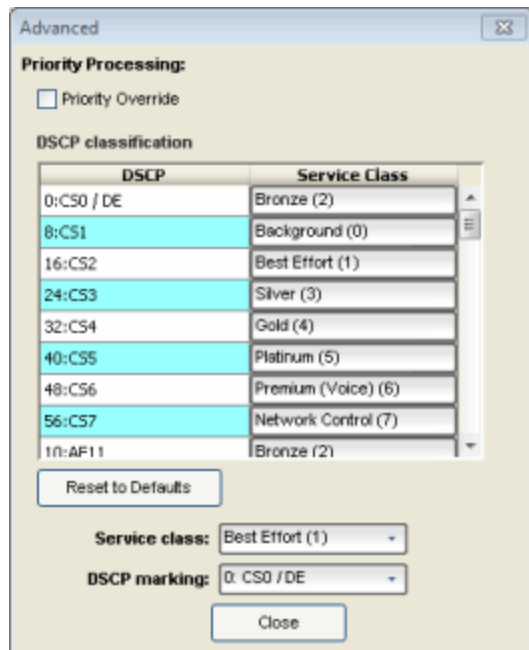 Advanced
Priority Processing:
Priority Override
DSCP classification
DSCP Service Class
0:CS0 / DE Bronze (2)
8:CS1 Background (0)
16:CS2 Best Effort (1)
24:CS3 Silver (3)
32:CS4 Gold (4)
40:CS5 Platinum (5)
48:CS6 Premium (Voice) (6)
56:CS7 Network Control (7)
10:AF11 Bronze (2)
Reset to Defaults
Service class: Best Effort (1)
DSCP marking: 0: CS0 / DE
Close